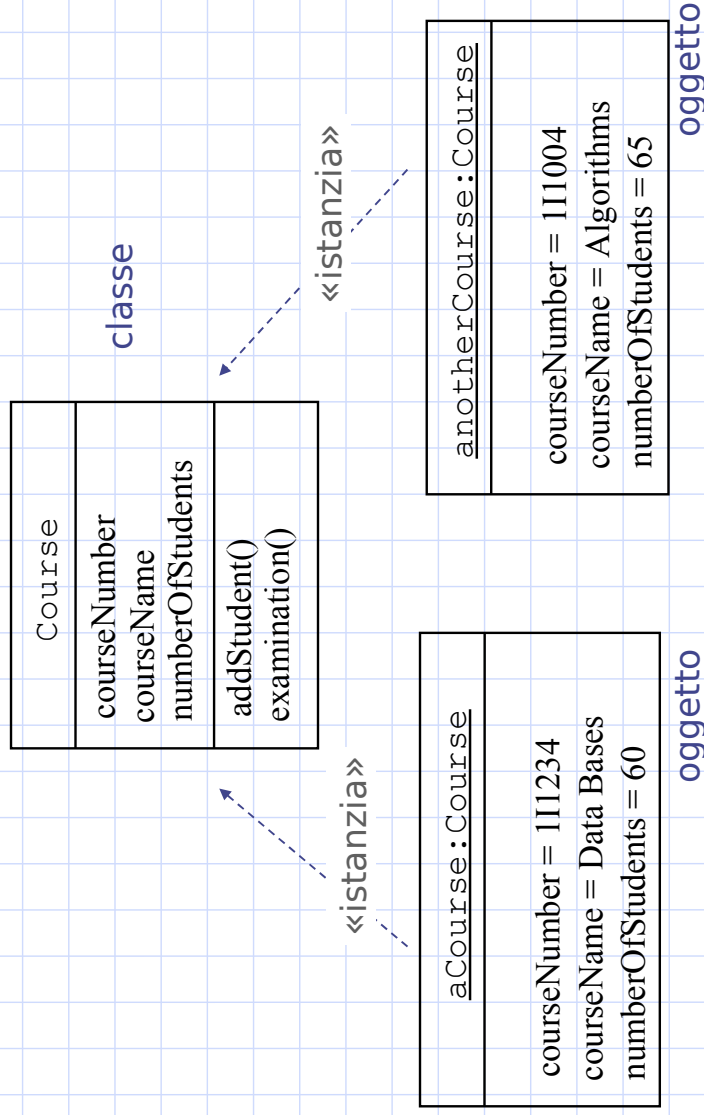 Course
courseNumber
courseName
numberOfStudents
addStudent()
examination()
classe
«istanzia»
«istanzia»
aCourse:Course
courseNumber = 1I1234
courseName = Data Bases
numberOfStudents = 60
oggetto
anotherCourse:Course
courseNumber = 1I1004
courseName = Algorithms
numberOfStudents = 65
oggetto